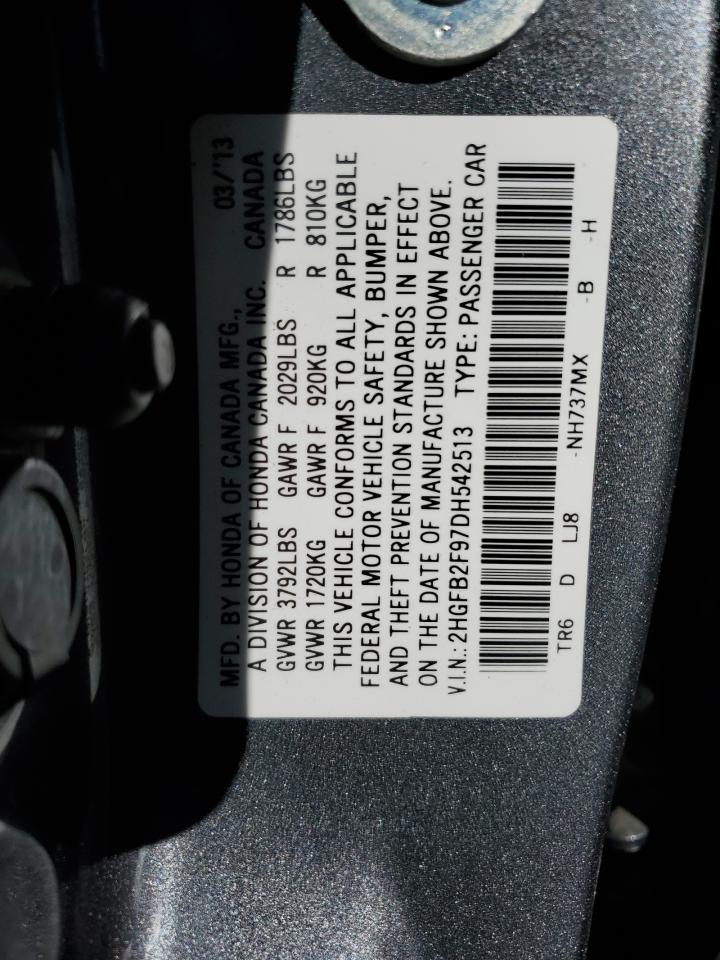 MFD. BY HONDA OF CANADA MFG., 03/'13
A DIVISION OF HONDA CANADA INC. CANADA
GVWR 3792LBS GAWR F 2029LBS R 1786LBS
GVWR 1720KG GAWR F 920KG R 810KG
THIS VEHICLE CONFORMS TO ALL APPLICABLE
FEDERAL MOTOR VEHICLE SAFETY, BUMPER,
AND THEFT PREVENTION STANDARDS IN EFFECT
ON THE DATE OF MANUFACTURE SHOWN ABOVE.
V.I.N.: 2HGFB2F97DH542513 TYPE: PASSENGER CAR
TR6 D LJ8 -NH737MX -B -H